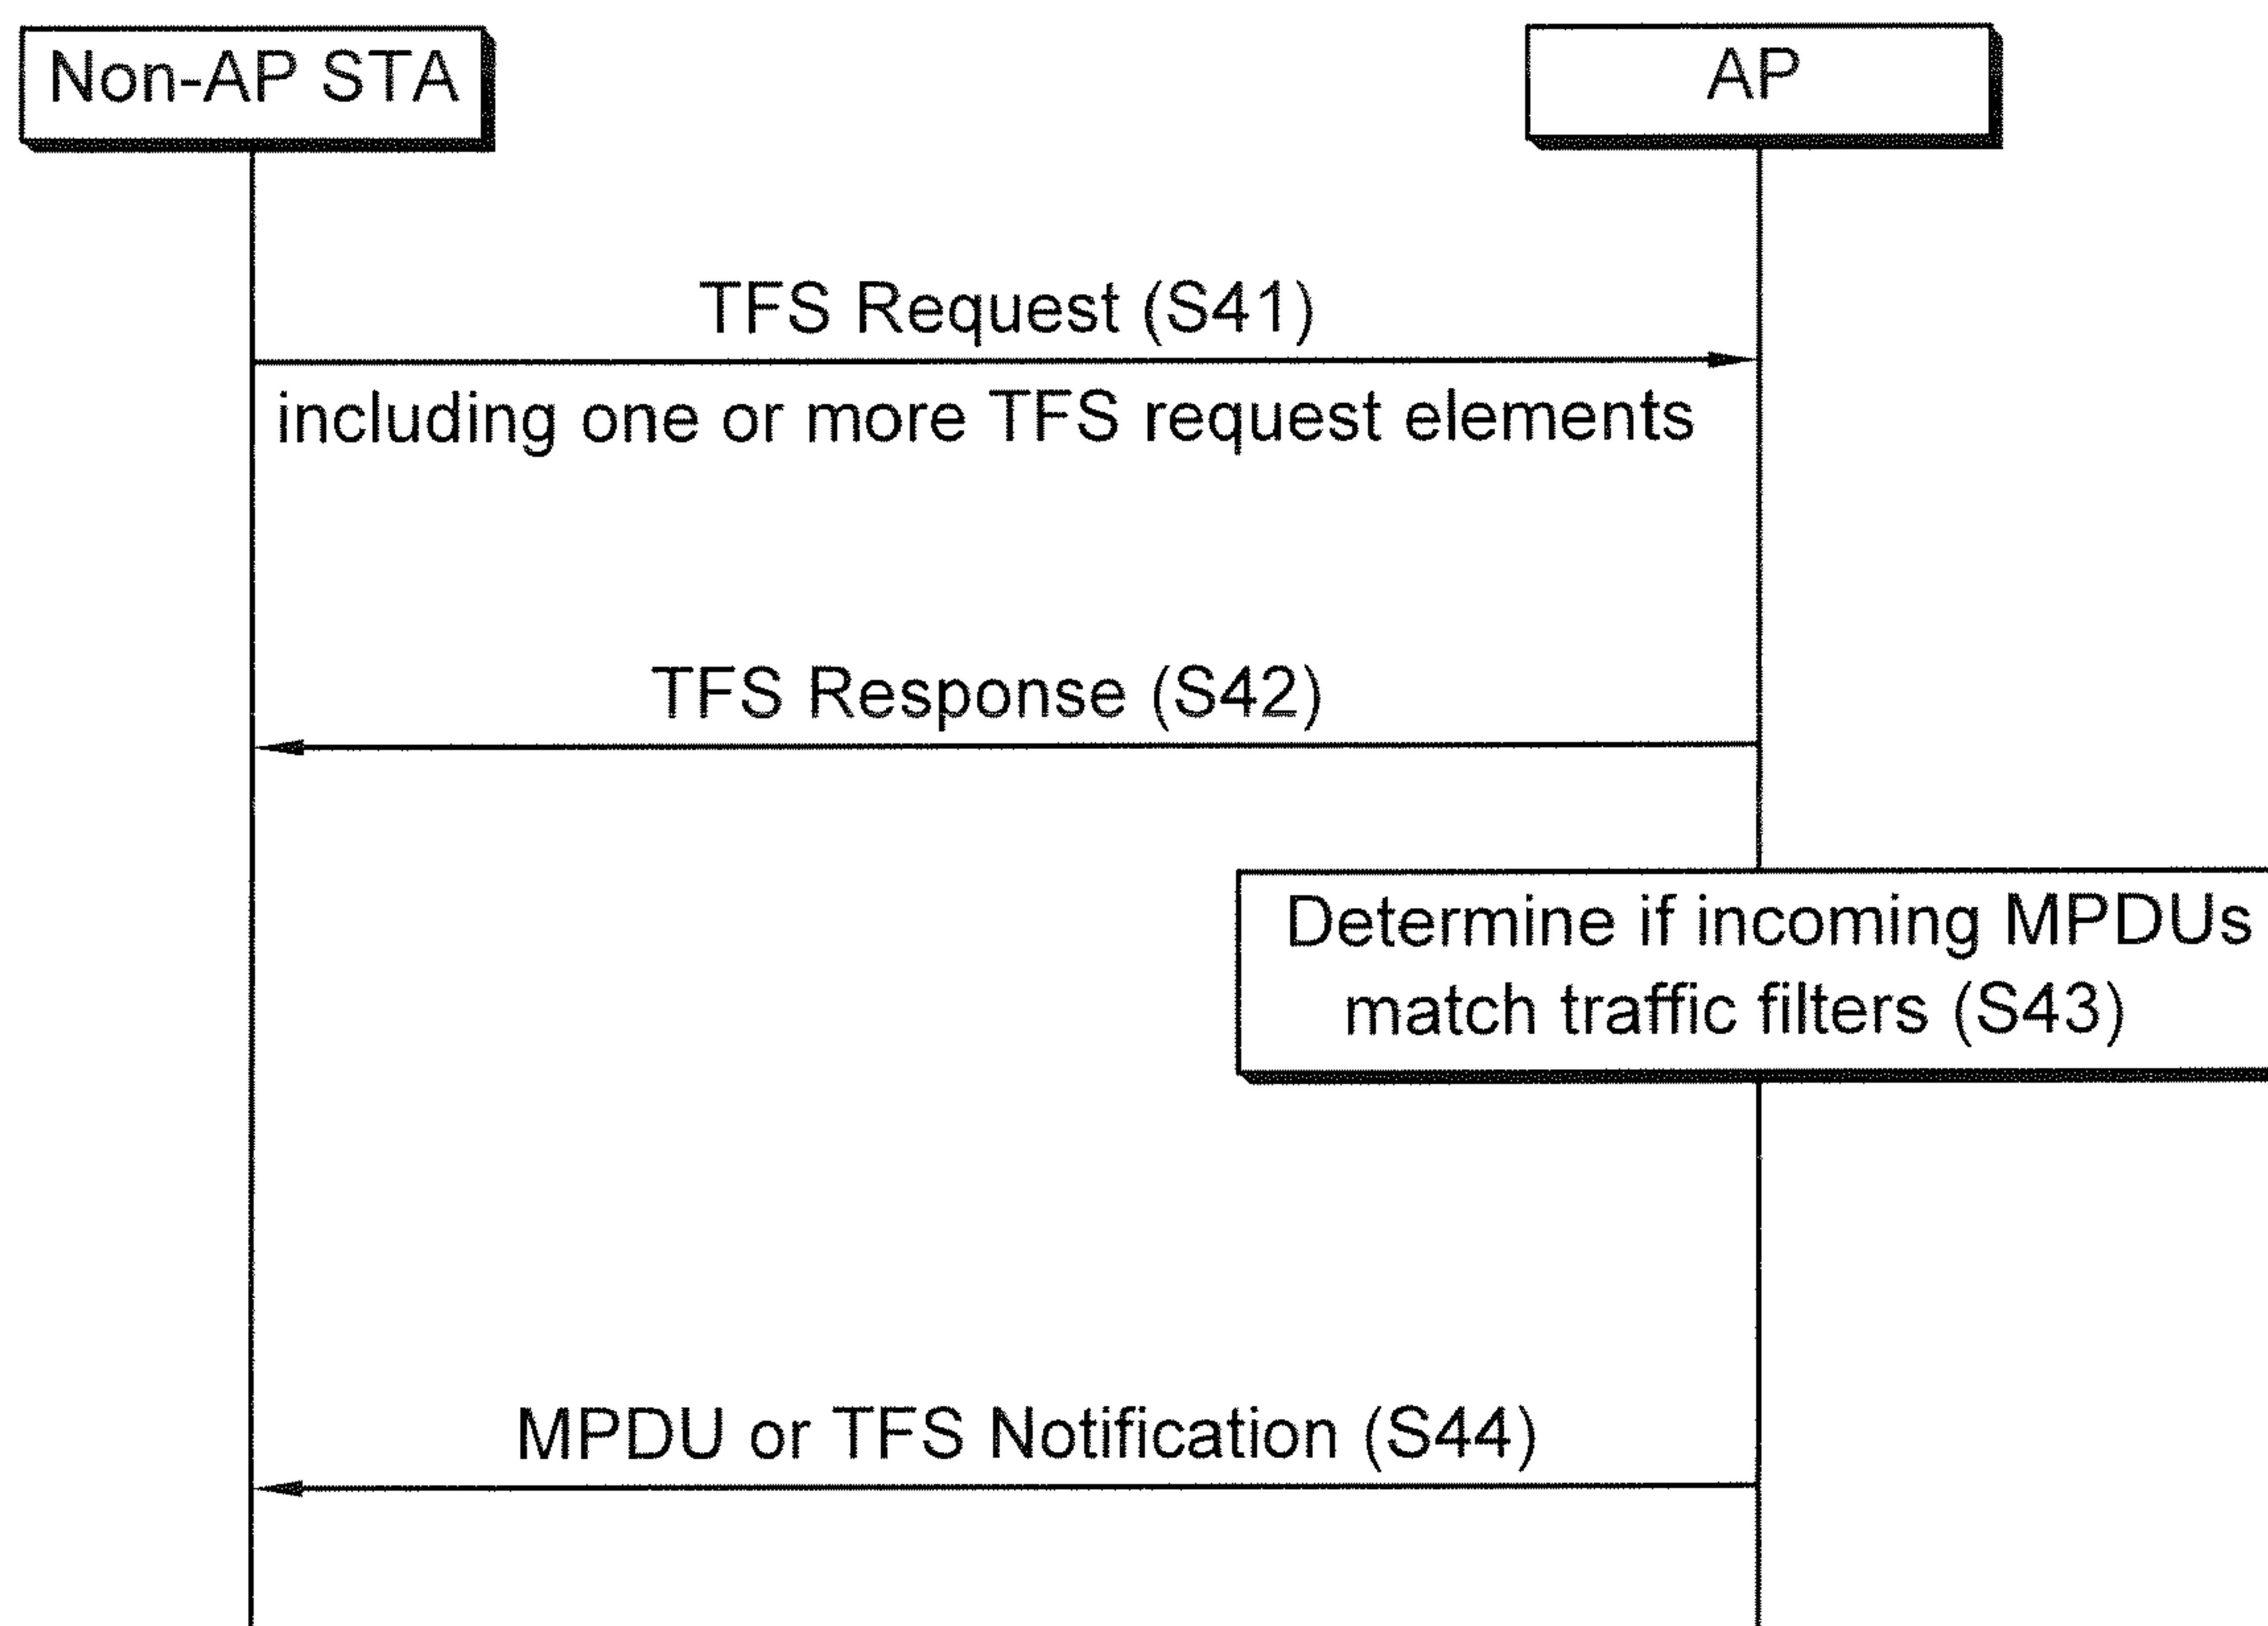 Non-AP STA
AP
TFS Request (S41)
including one or more TFS request elements
TFS Response (S42)
Determine if incoming MPDUs
match traffic filters (S43)
MPDU or TFS Notification (S44)